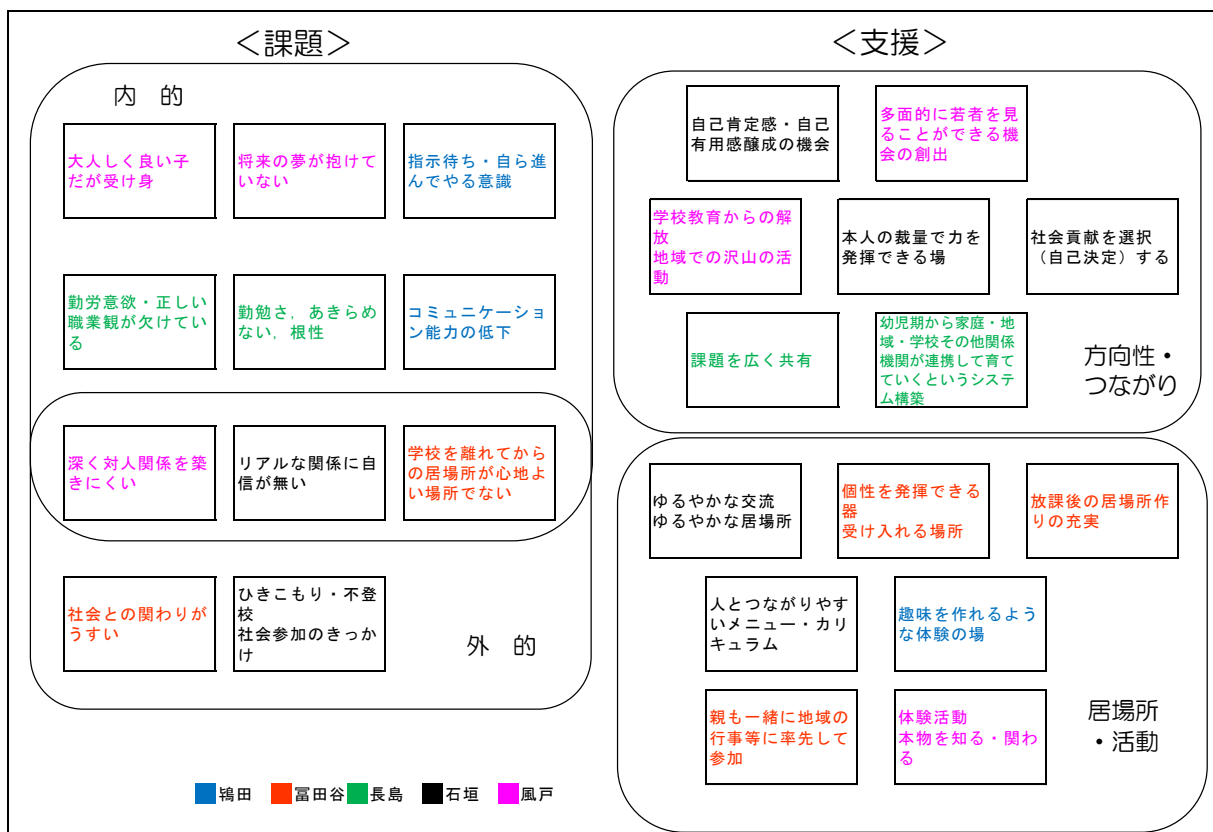 ＜課題＞
内　的
大人しく良い子
だが受け身
将来の夢が抱けて
いない
指示待ち・自ら進
んでやる意識
勤労意欲・正しい
職業観が欠けてい
る
勤勉さ，あきらめ
ない，根性
コミュニケーショ
ン能力の低下
深く対人関係を築
きにくい
リアルな関係に自
信が無い
学校を離れてから
の居場所が心地よ
い場所でない
社会との関わりが
うすい
ひきこもり・不登
校
社会参加のきっか
け
外　的
＜支援＞
自己肯定感・自己
有用感醸成の機会
多面的に若者を見
ることができる機
会の創出
学校教育からの解
放
地域での沢山の活
動
本人の裁量で力を
発揮できる場
社会貢献を選択
（自己決定）する
課題を広く共有
幼児期から家庭・地
域・学校その他関係
機関が連携して育て
ていくというシステ
ム構築
方向性・
つながり
ゆるやかな交流
ゆるやかな居場所
個性を発揮できる
器
受け入れる場所
放課後の居場所作
りの充実
人とつながりやす
いメニュー・カリ
キュラム
趣味を作れるよう
な体験の場
親も一緒に地域の
行事等に率先して
参加
体験活動
本物を知る・関わ
る
居場所
・活動
鴇田　冨田谷　長島　石垣　風戸